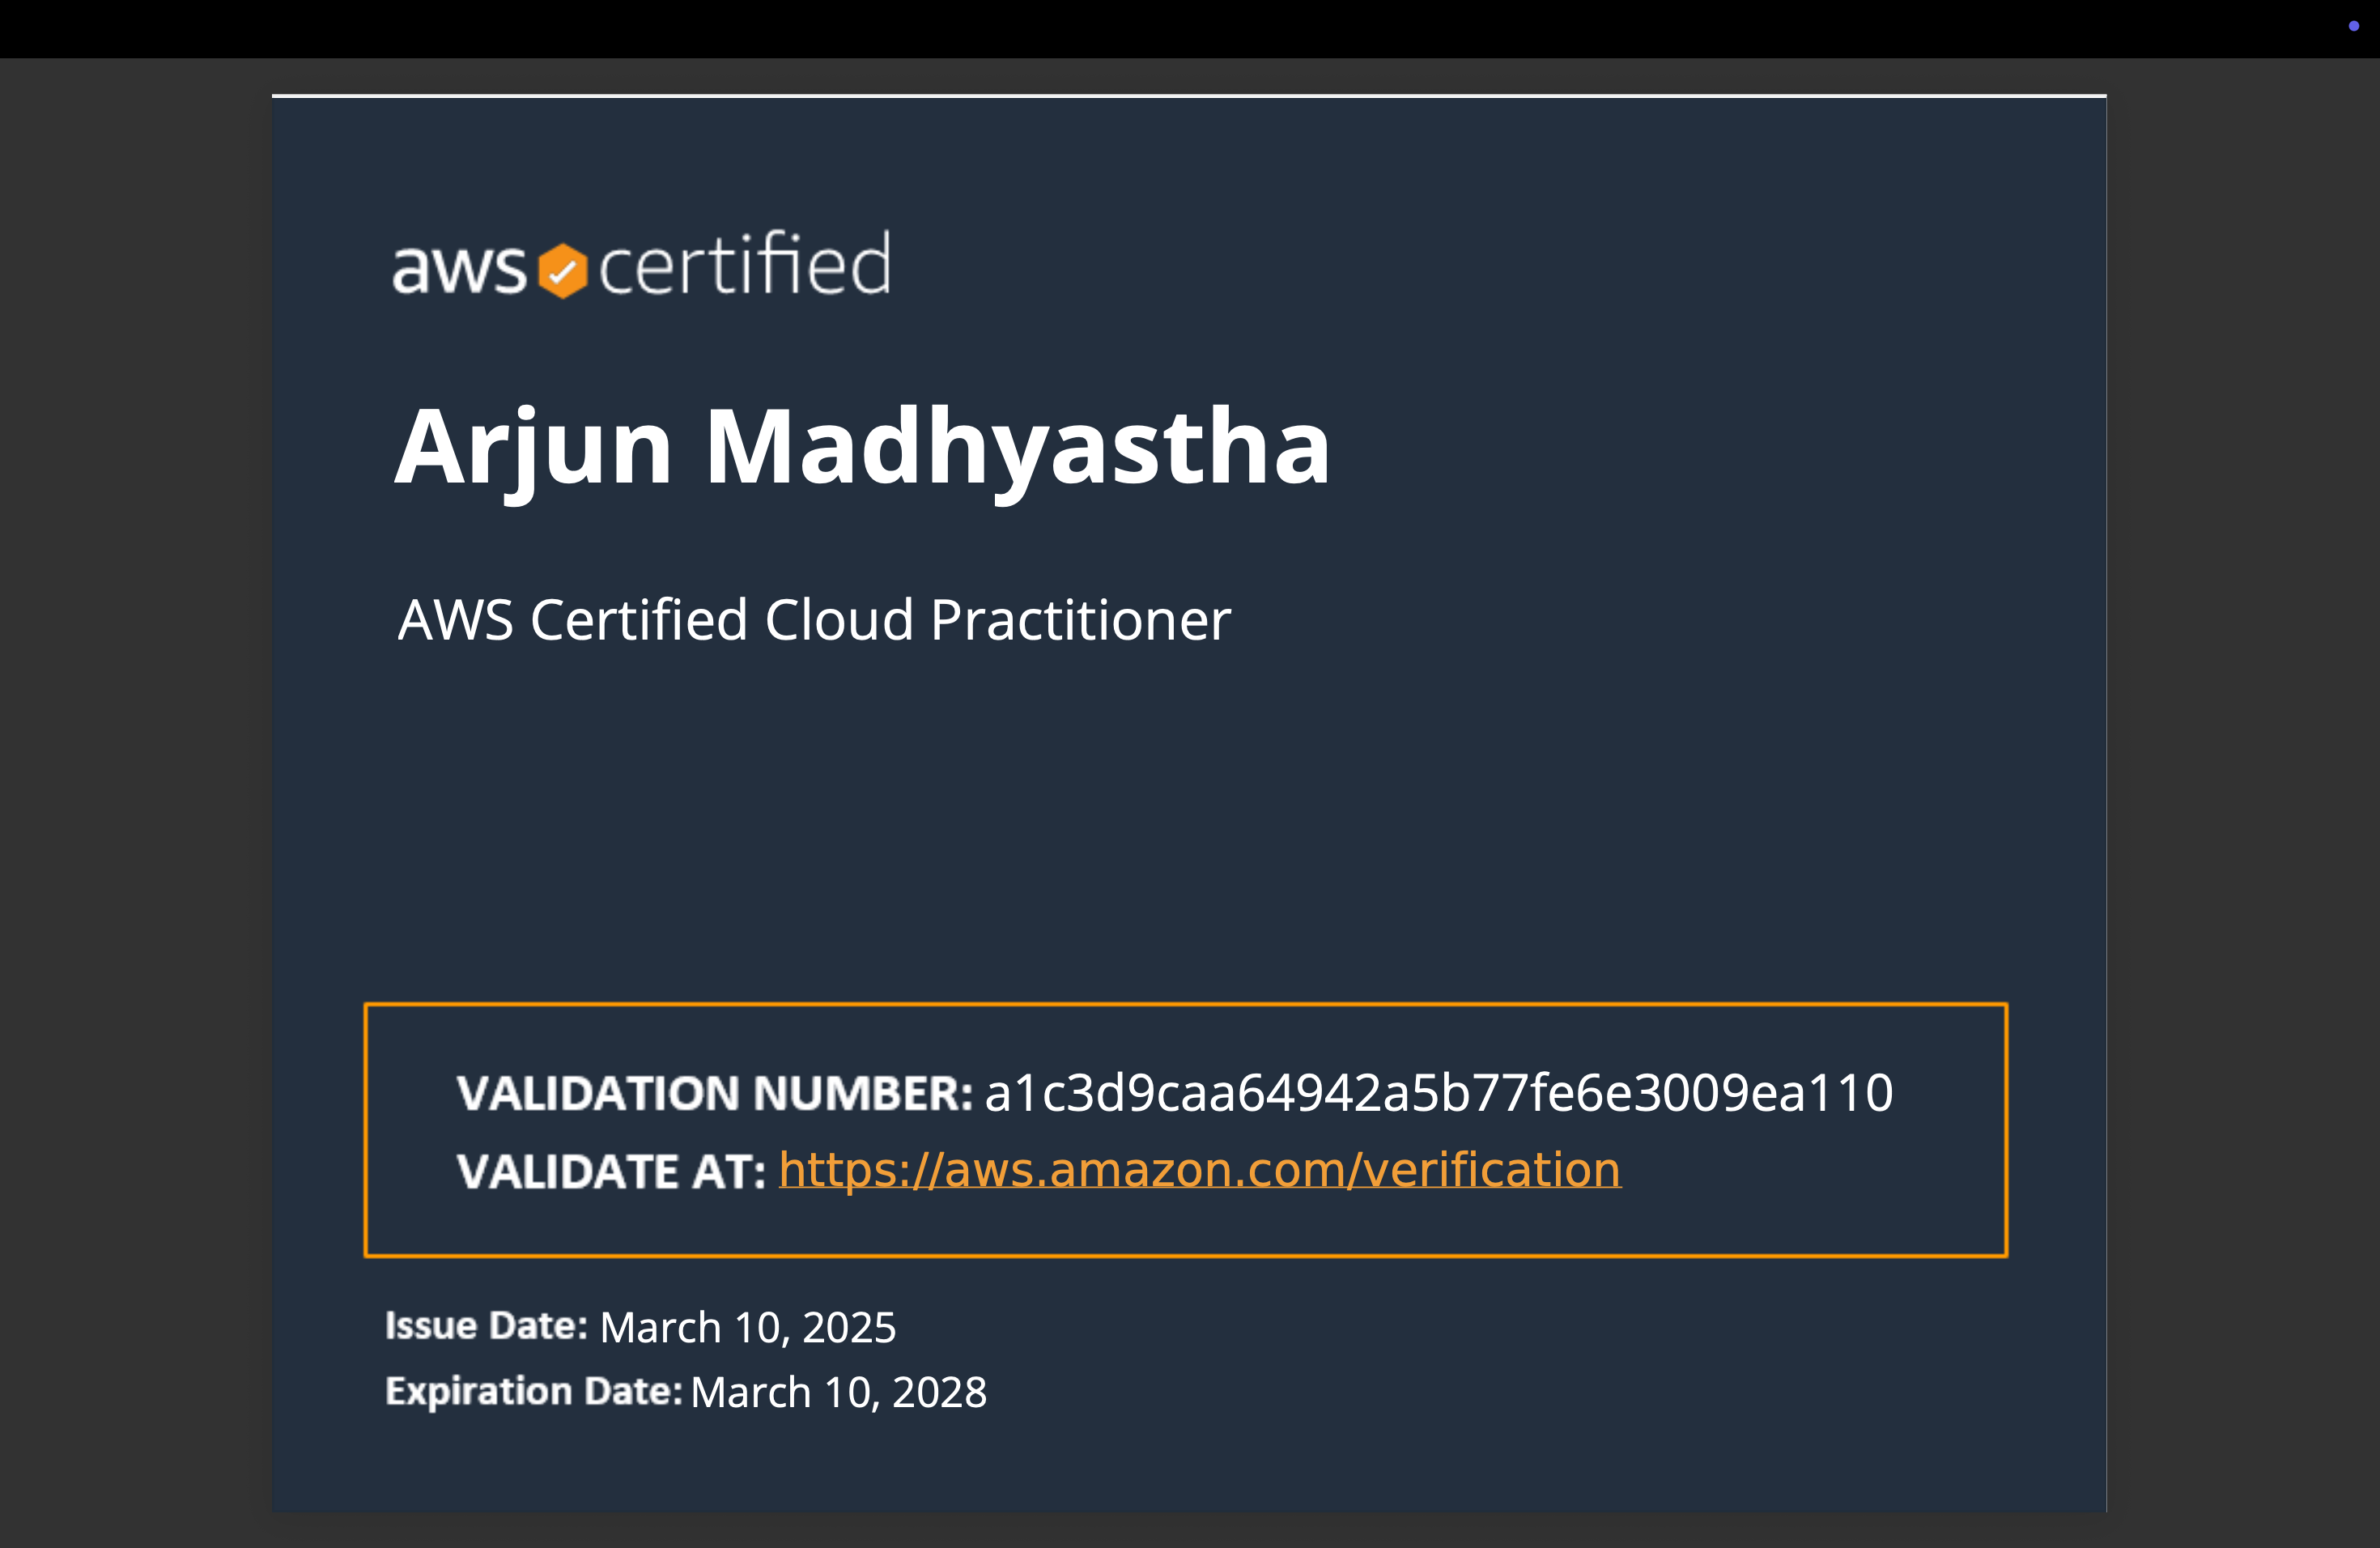 aws certified
Arjun Madhyastha
AWS Certified Cloud Practitioner
VALIDATION NUMBER: a1c3d9caa64942a5b77fe6e3009ea110
VALIDATE AT: https://aws.amazon.com/verification
Issue Date: March 10, 2025
Expiration Date: March 10, 2028